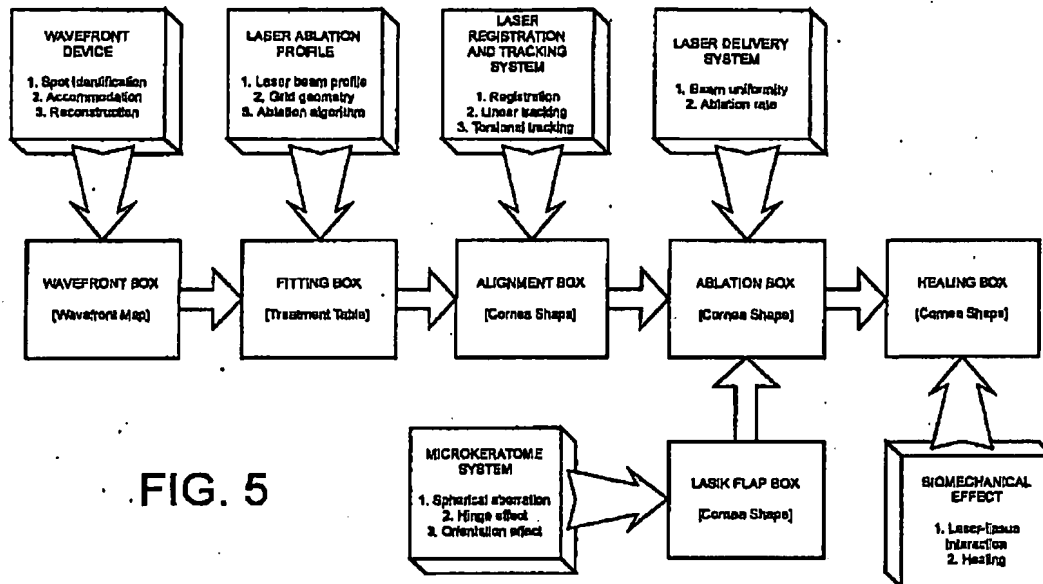 WAVEFRONT
DEVICE
1. Spot identification
2. Accommodation
3. Reconstruction
LASER ABLATION
PROFILE
1. Laser beam profile
2. Grid geometry
3. Ablation algorithm
LASER
REGISTRATION
AND TRACKING
SYSTEM
1. Registration
2. Linear tracking
3. Torsional tracking
LASER DELIVERY
SYSTEM
1. Beam uniformity
2. Ablation rate
WAVEFRONT BOX
[Wavefront Map]
FITTING BOX
[Treatment Table]
ALIGNMENT BOX
[Cornea Shape]
ABLATION BOX
[Cornea Shape]
HEALING BOX
[Cornea Shape]
MICROKERATOME
SYSTEM
1. Spherical aberration
2. Hinge effect
3. Orientation effect
LASIK FLAP BOX
[Cornea Shape]
BIOMECHANICAL
EFFECT
1. Laser-tissue
interaction
2. Healing
FIG. 5